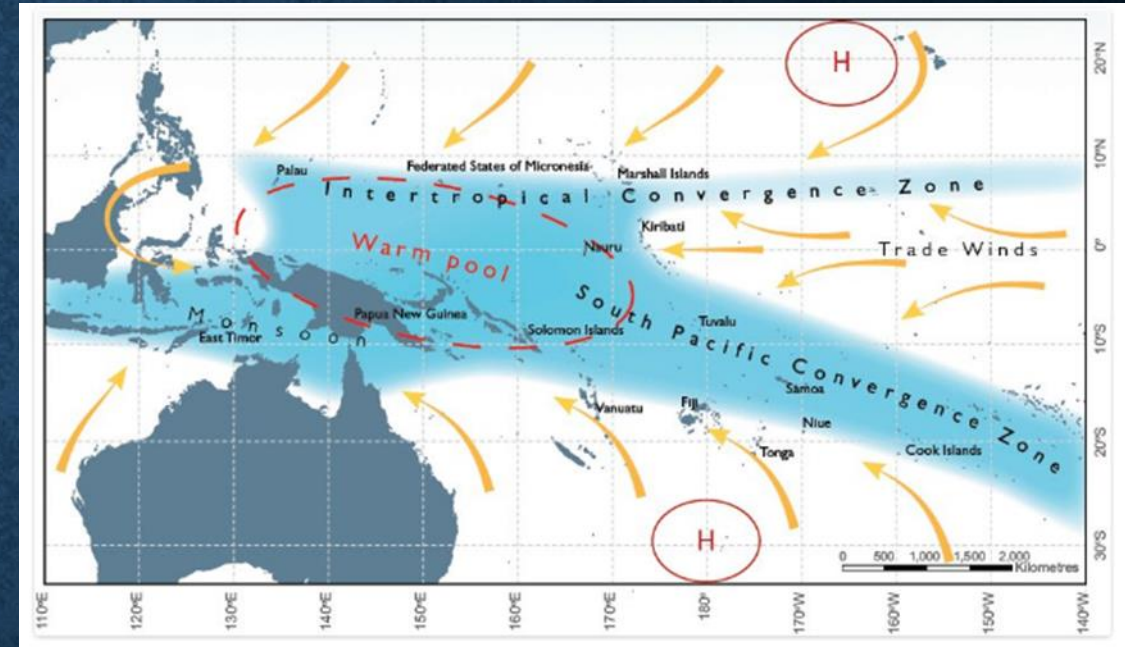 H
20°N
10°N
Palau
Federated States of Micronesia
Marshall Islands
Intertropical Convergence Zone
Kiribati
Warm pool
Nauru
0°
Trade Winds
South Pacific Convergence Zone
Monsoon
Papua New Guinea
Tuvalu
East Timor
Solomon Islands
10°S
Samoa
Vanuatu
Fiji
Niue
20°S
Tonga
Cook Islands
H
30°S
0 500 1,000 1,500 2,000
Kilometres
110°E 120°E 130°E 140°E 150°E 160°E 170°E 180° 170°W 160°W 150°W 140°W